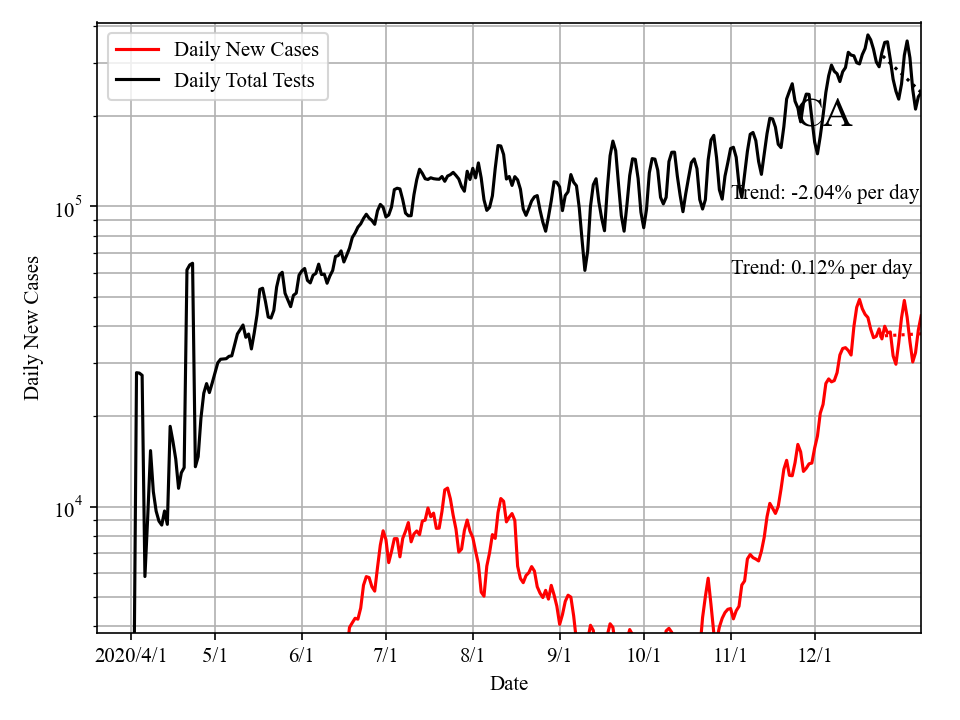 Daily New Cases
Daily Total Tests
CA
Trend: -2.04% per day
Trend: 0.12% per day
10^5
10^4
Daily New Cases
2020/4/1 5/1 6/1 7/1 8/1 9/1 10/1 11/1 12/1
Date